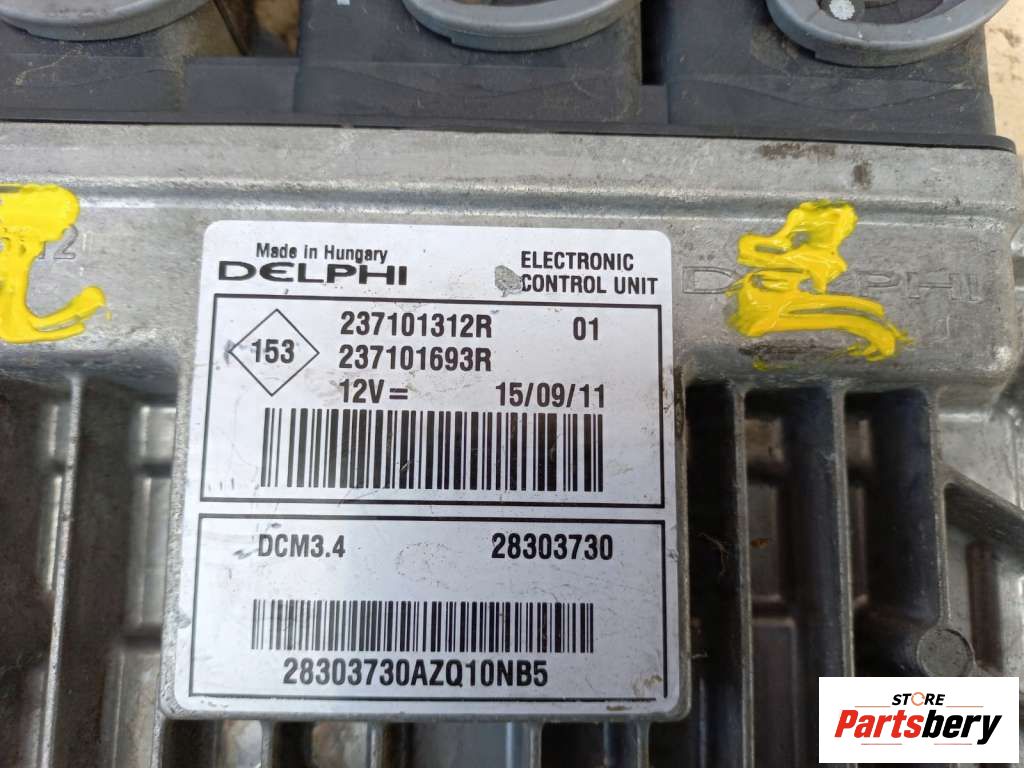 Made in Hungary
DELPHI
ELECTRONIC
CONTROL UNIT
DELPHI
153
237101312R 01
237101693R
12V= 15/09/11
DCM3.4 28303730
28303730AZQ10NB5
STORE
Partsbery